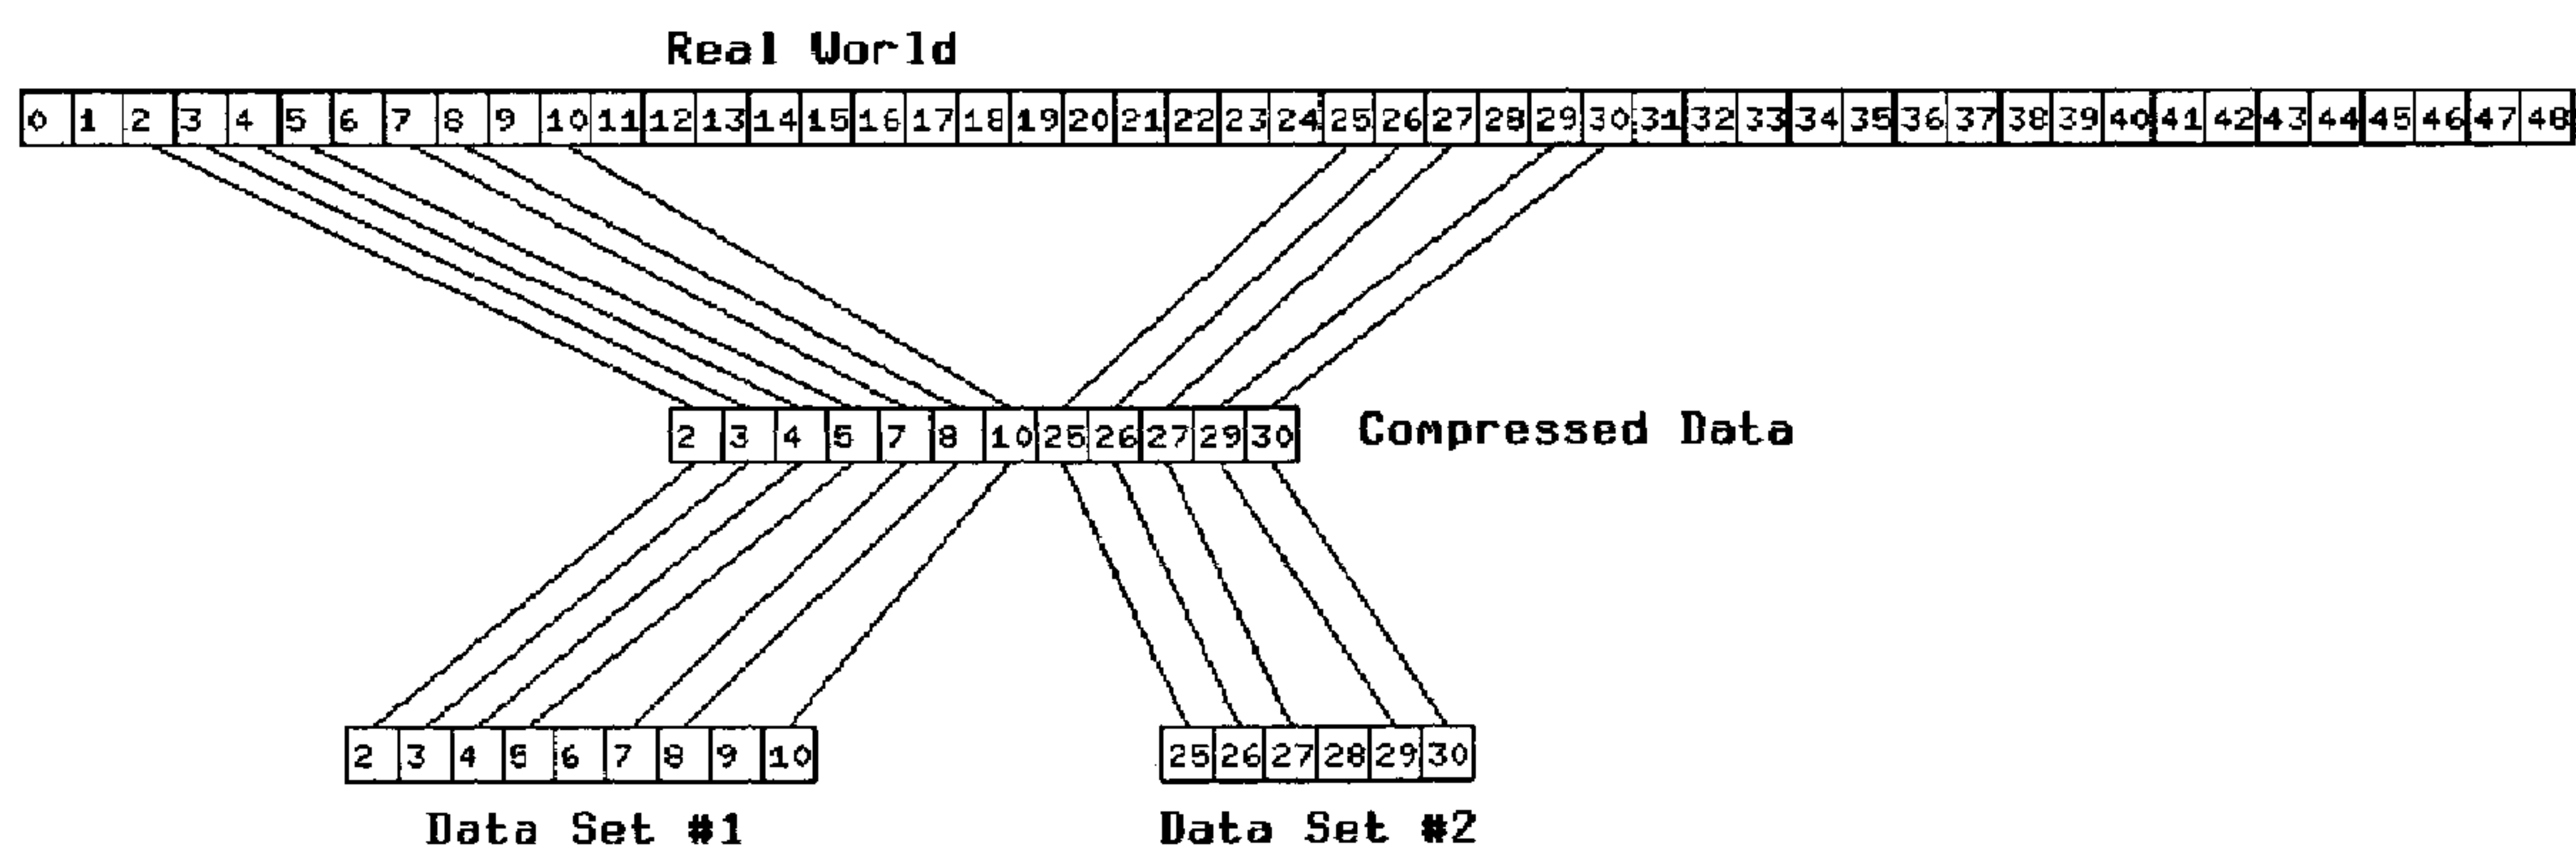 Real World
0 1 2 3 4 5 6 7 8 9 10 11 12 13 14 15 16 17 18 19 20 21 22 23 24 25 26 27 28 29 30 31 32 33 34 35 36 37 38 39 40 41 42 43 44 45 46 47 48
2 3 4 5 7 8 10 25 26 27 29 30 Compressed Data
2 3 4 5 6 7 8 9 10 25 26 27 28 29 30
Data Set #1 Data Set #2